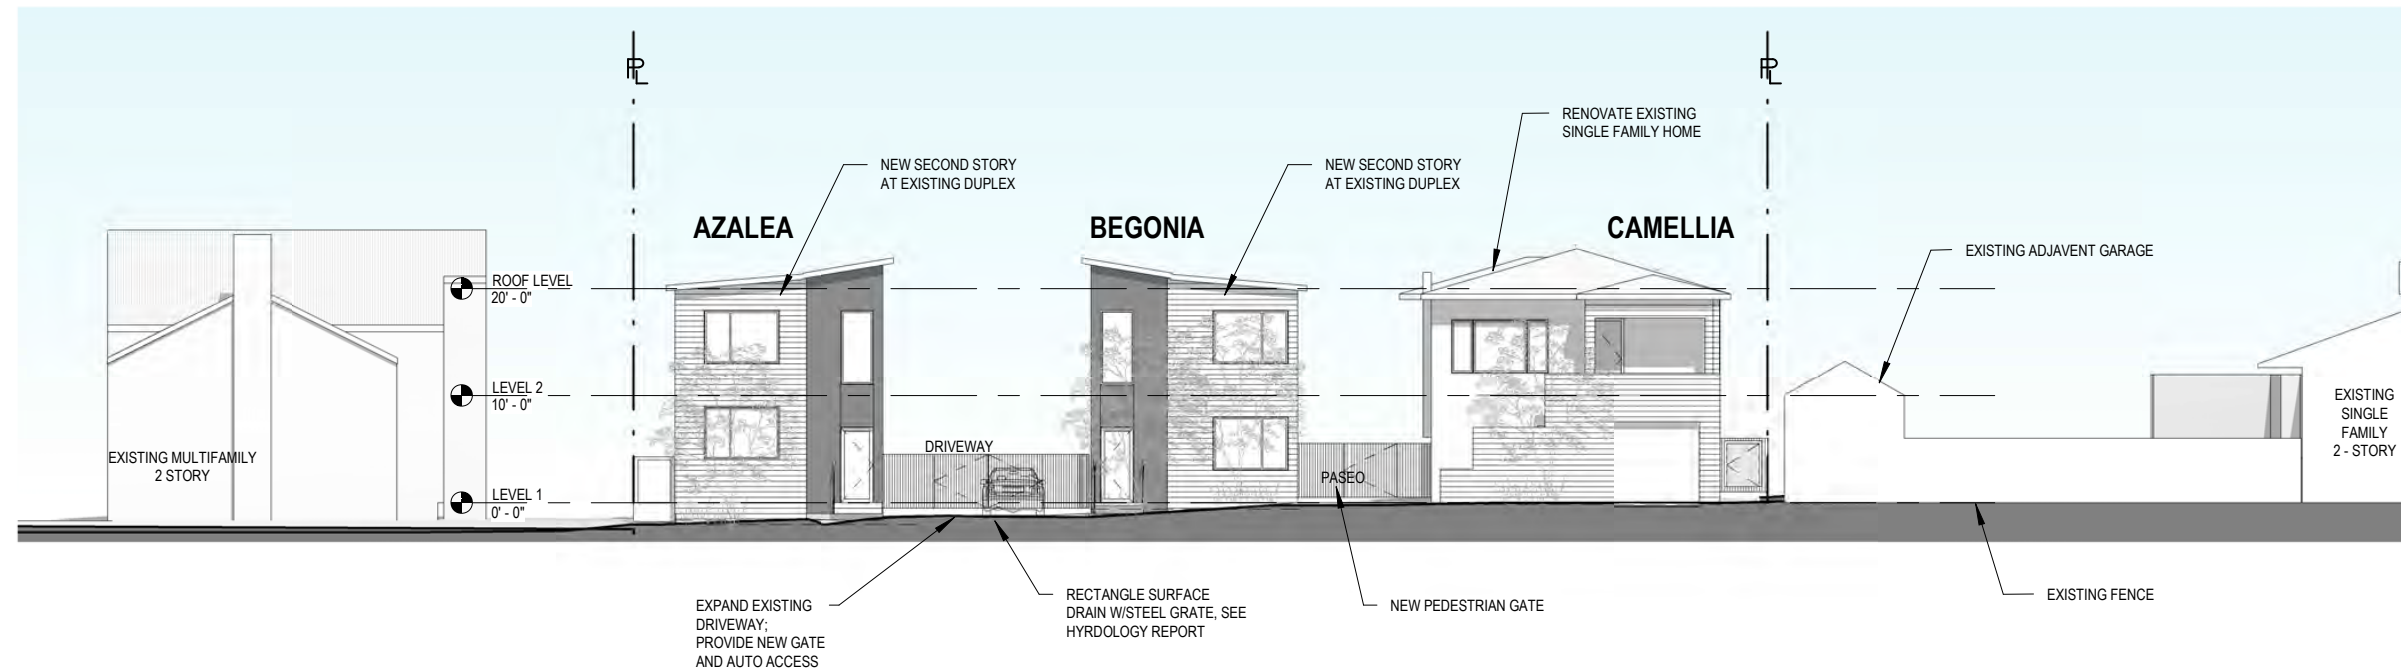 PL
PL
RENOVATE EXISTING
SINGLE FAMILY HOME
NEW SECOND STORY
AT EXISTING DUPLEX
NEW SECOND STORY
AT EXISTING DUPLEX
AZALEA
BEGONIA
CAMELLIA
EXISTING ADJAVENT GARAGE
ROOF LEVEL
20' - 0"
LEVEL 2
10' - 0"
EXISTING MULTIFAMILY
2 STORY
LEVEL 1
0' - 0"
DRIVEWAY
PASEO
EXISTING
SINGLE
FAMILY
2 - STORY
EXPAND EXISTING
DRIVEWAY;
PROVIDE NEW GATE
AND AUTO ACCESS
RECTANGLE SURFACE
DRAIN W/STEEL GRATE, SEE
HYRDOLOGY REPORT
NEW PEDESTRIAN GATE
EXISTING FENCE